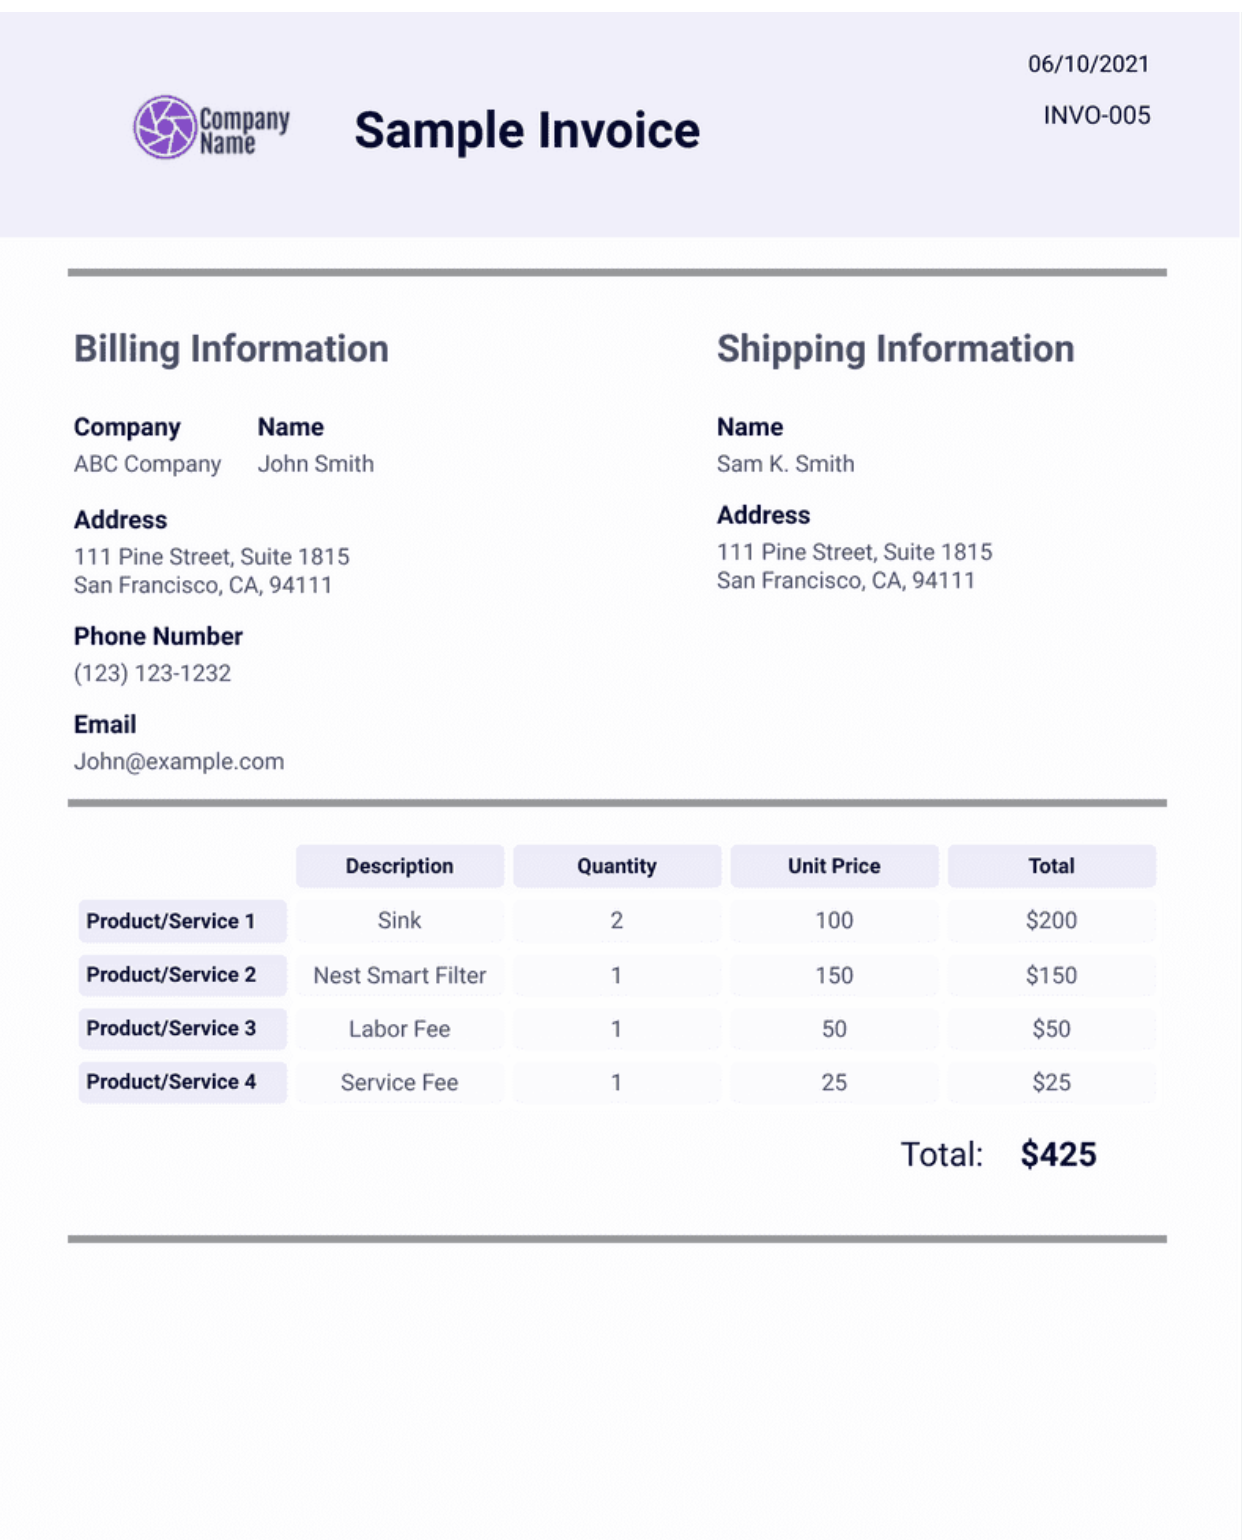 06/10/2021
INVO-005
Company
Name
Sample Invoice
Billing Information
Company Name
ABC Company John Smith
Address
111 Pine Street, Suite 1815
San Francisco, CA, 94111
Phone Number
(123) 123-1232
Email
John@example.com
Shipping Information
Name
Sam K. Smith
Address
111 Pine Street, Suite 1815
San Francisco, CA, 94111
Description Quantity Unit Price Total
Product/Service 1 Sink 2 100 $200
Product/Service 2 Nest Smart Filter 1 150 $150
Product/Service 3 Labor Fee 1 50 $50
Product/Service 4 Service Fee 1 25 $25
Total: $425